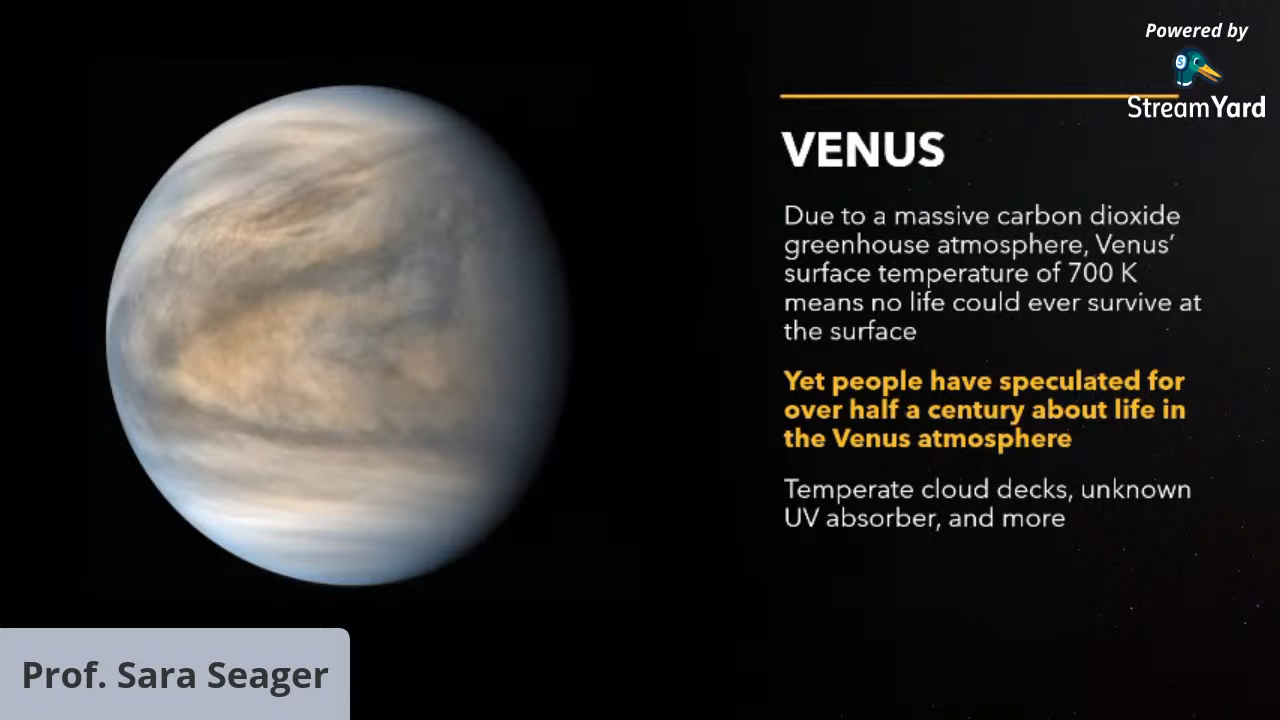 Powered by
StreamYard
VENUS
Due to a massive carbon dioxide
greenhouse atmosphere, Venus’
surface temperature of 700 K
means no life could ever survive at
the surface
Yet people have speculated for
over half a century about life in
the Venus atmosphere
Temperate cloud decks, unknown
UV absorber, and more
Prof. Sara Seager